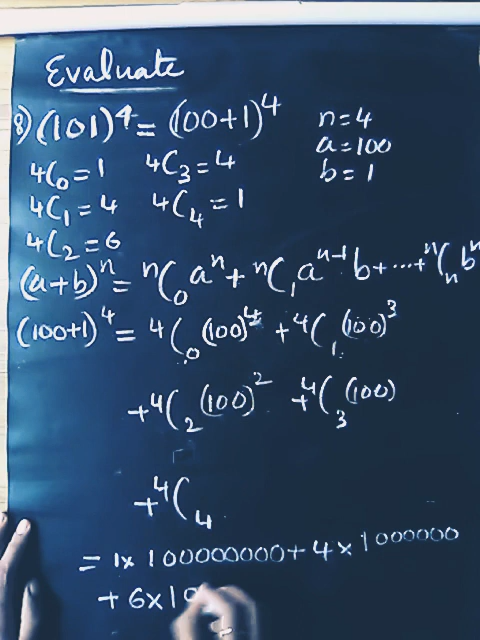 Evaluate
8) (101)⁴ = (100+1)⁴ n=4
a=100
4C₀ = 1 4C₃ = 4 b = 1
4C₁ = 4 4C₄ = 1
4C₂ = 6
(a+b)ⁿ = ⁿC₀ aⁿ + ⁿC₁ aⁿ⁻¹ b + ... + ⁿCₙ bⁿ
(100+1)⁴ = ⁴C₀ (100)⁴ + ⁴C₁ (100)³
+ ⁴C₂ (100)² + ⁴C₃ (100)
+ ⁴C₄
= 1 x 100000000 + 4 x 1000000
+ 6 x 10